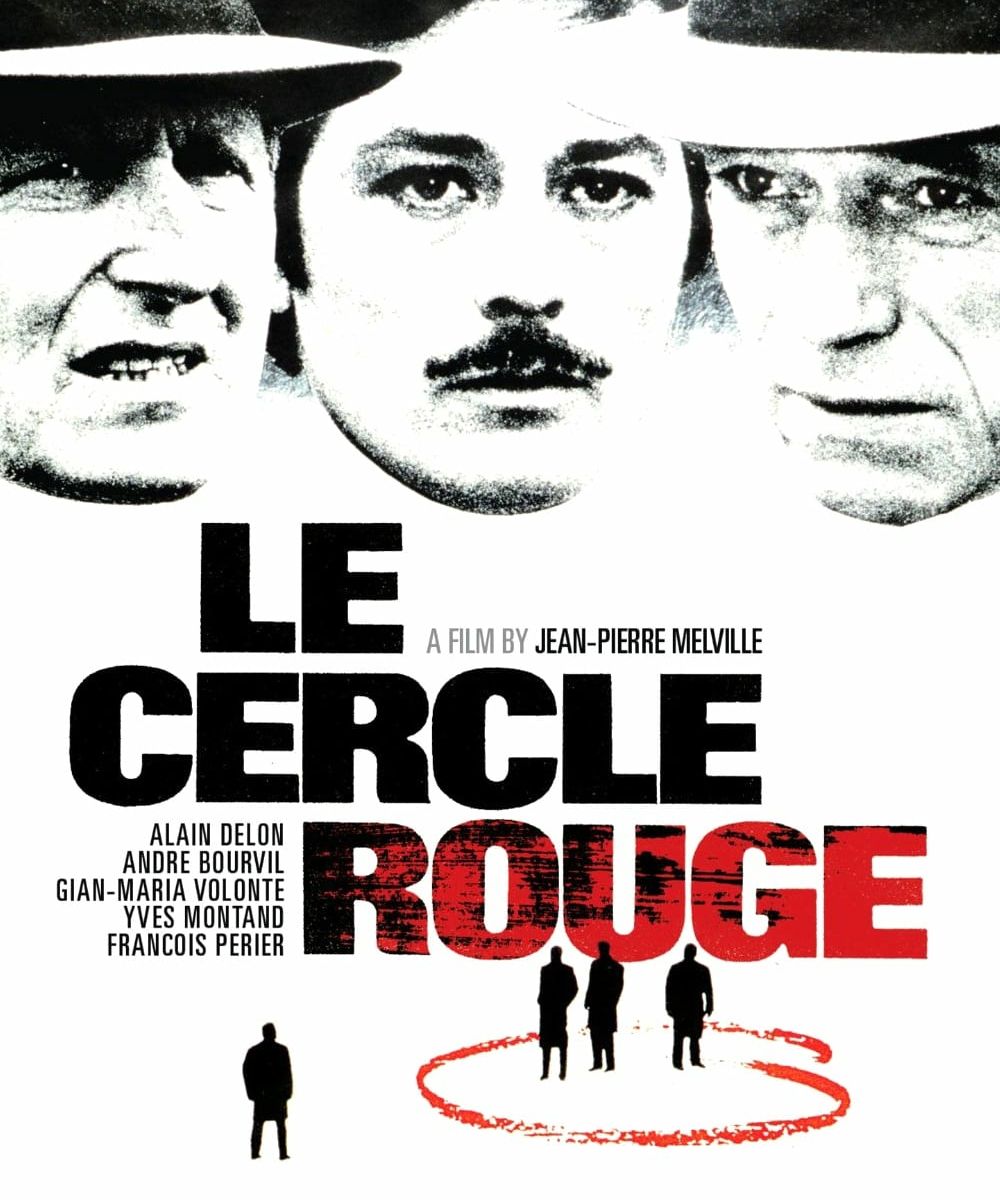 LE
A FILM BY JEAN-PIERRE MELVILLE
CERCLE
ROUGE
ALAIN DELON
ANDRE BOURVIL
GIAN-MARIA VOLONTE
YVES MONTAND
FRANCOIS PERIER